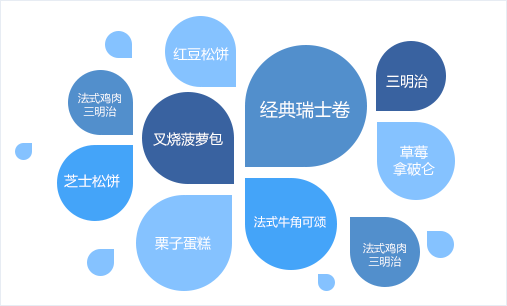 红豆松饼
三明治
法式鸡肉
三明治
经典瑞士卷
叉烧菠萝包
草莓
拿破仑
芝士松饼
法式牛角可颂
栗子蛋糕
法式鸡肉
三明治